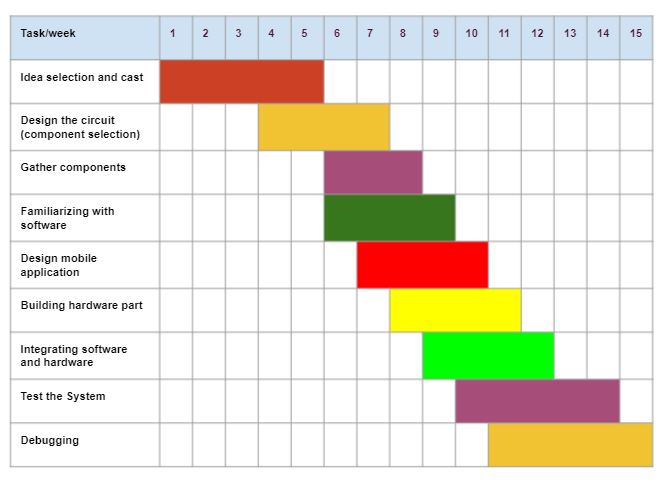 Task/week 1 2 3 4 5 6 7 8 9 10 11 12 13 14 15
Idea selection and cast
Design the circuit
(component selection)
Gather components
Familiarizing with
software
Design mobile
application
Building hardware part
Integrating software
and hardware
Test the System
Debugging